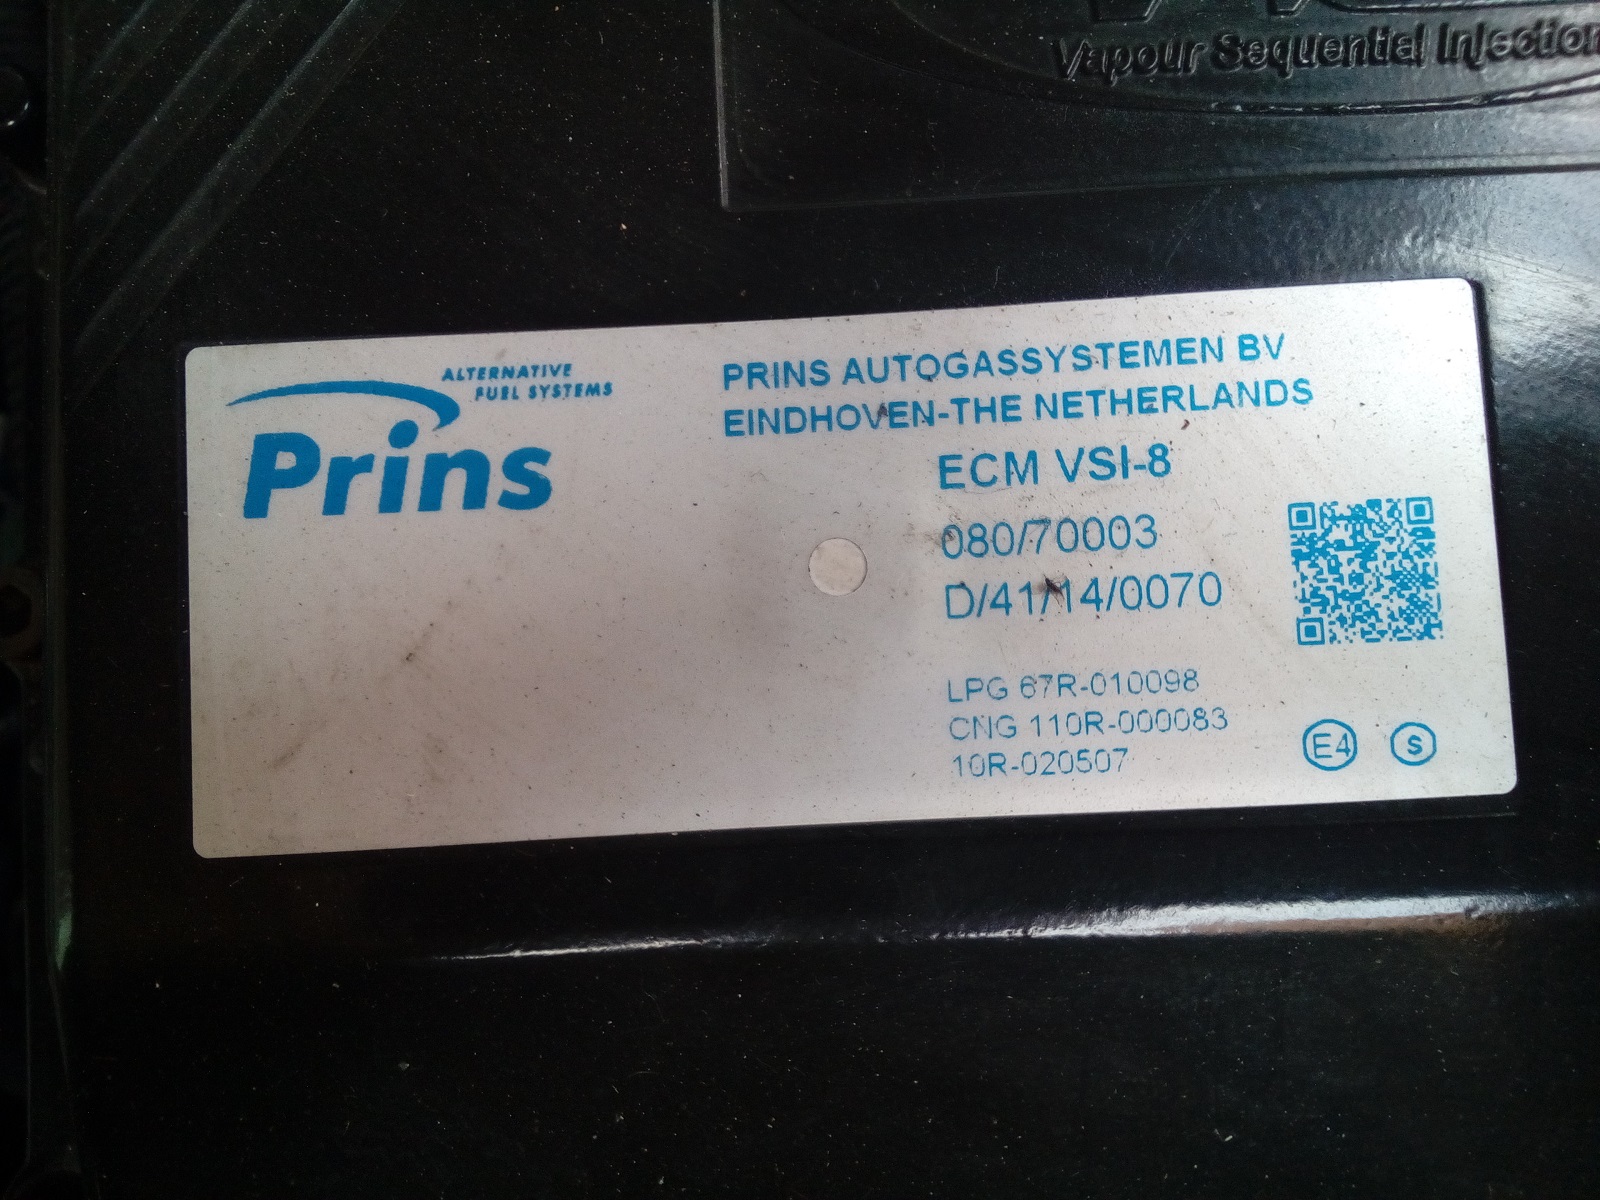 Vapour Sequential Injection
ALTERNATIVE
FUEL SYSTEMS
Prins
PRINS AUTOGASSYSTEMEN BV
EINDHOVEN-THE NETHERLANDS
ECM VSI-8
080/70003
D/41/14/0070
LPG 67R-010098
CNG 110R-000083
10R-020507
E4
s